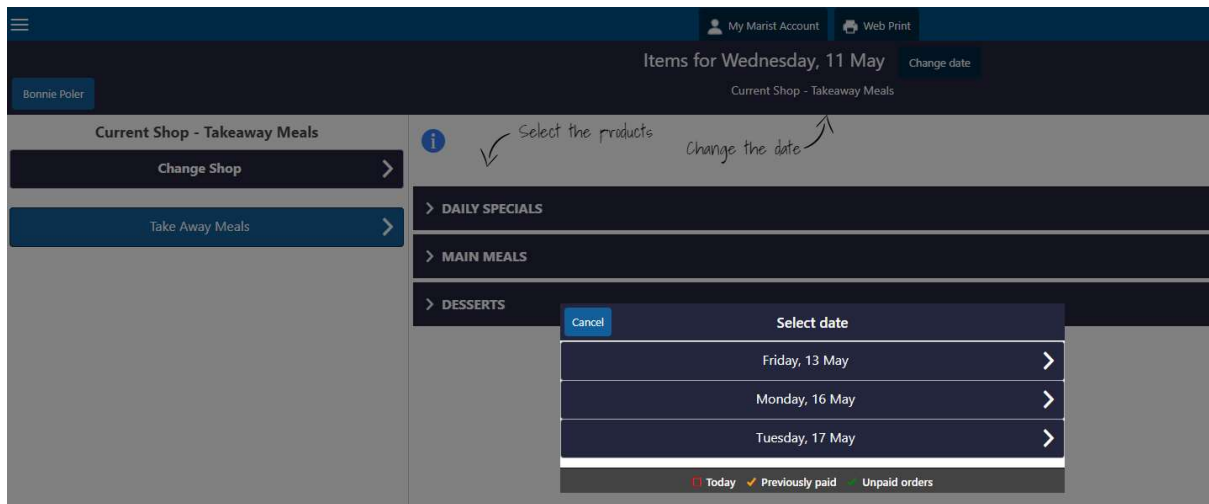 My Marist Account
Web Print
Items for Wednesday, 11 May
Change date
Bonnie Poler
Current Shop - Takeaway Meals
Current Shop - Takeaway Meals
Change Shop
Take Away Meals
Select the products
Change the date
DAILY SPECIALS
MAIN MEALS
DESSERTS
Cancel
Select date
Friday, 13 May
Monday, 16 May
Tuesday, 17 May
Today Previously paid Unpaid orders